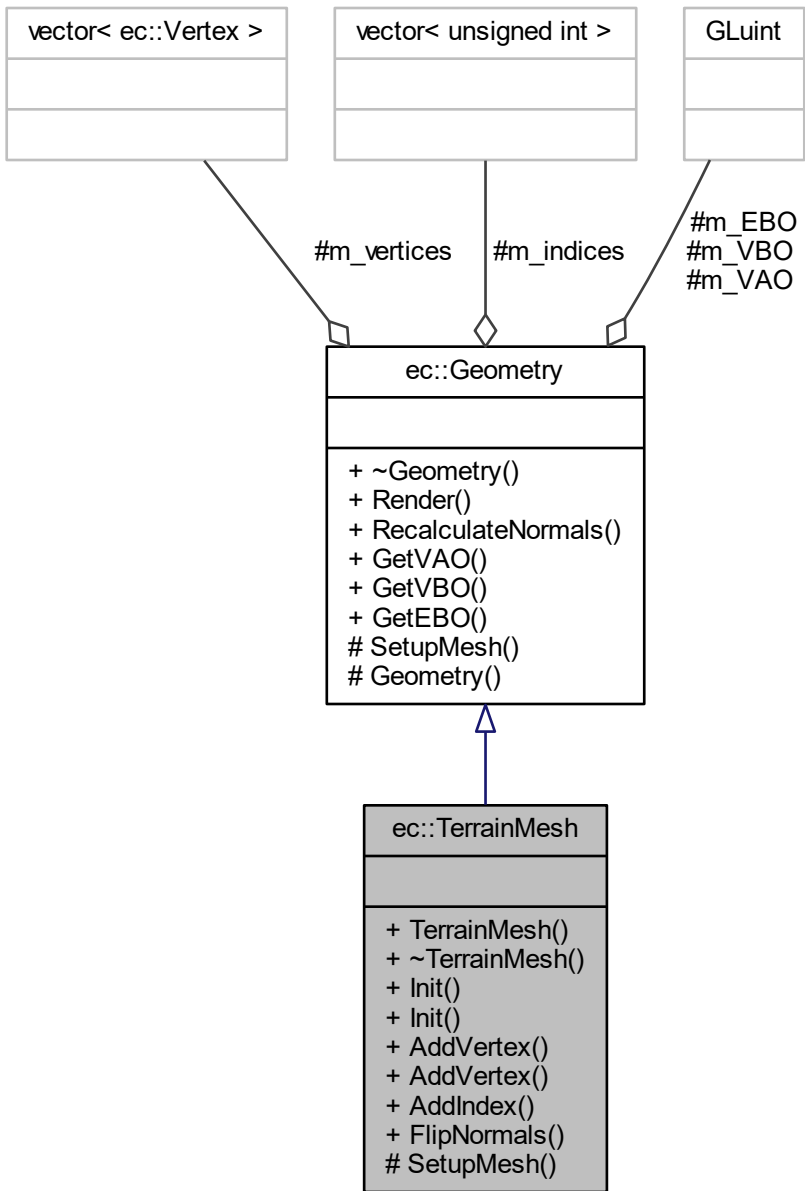 vector< ec::Vertex >
vector< unsigned int >
GLuint
#m_vertices
#m_indices
#m_EBO
#m_VBO
#m_VAO
ec::Geometry
+ ~Geometry()
+ Render()
+ RecalculateNormals()
+ GetVAO()
+ GetVBO()
+ GetEBO()
# SetupMesh()
# Geometry()
ec::TerrainMesh
+ TerrainMesh()
+ ~TerrainMesh()
+ Init()
+ Init()
+ AddVertex()
+ AddVertex()
+ AddIndex()
+ FlipNormals()
# SetupMesh()